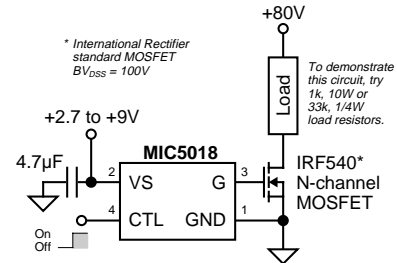 +80V
* International Rectifier
standard MOSFET
BVDSS = 100V
To demonstrate
this circuit, try
1k, 10W or
33k, 1/4W
load resistors.
Load
+2.7 to +9V
MIC5018
4.7µF
2
VS
G
3
IRF540*
N-channel
MOSFET
4
CTL
GND
1
On
Off